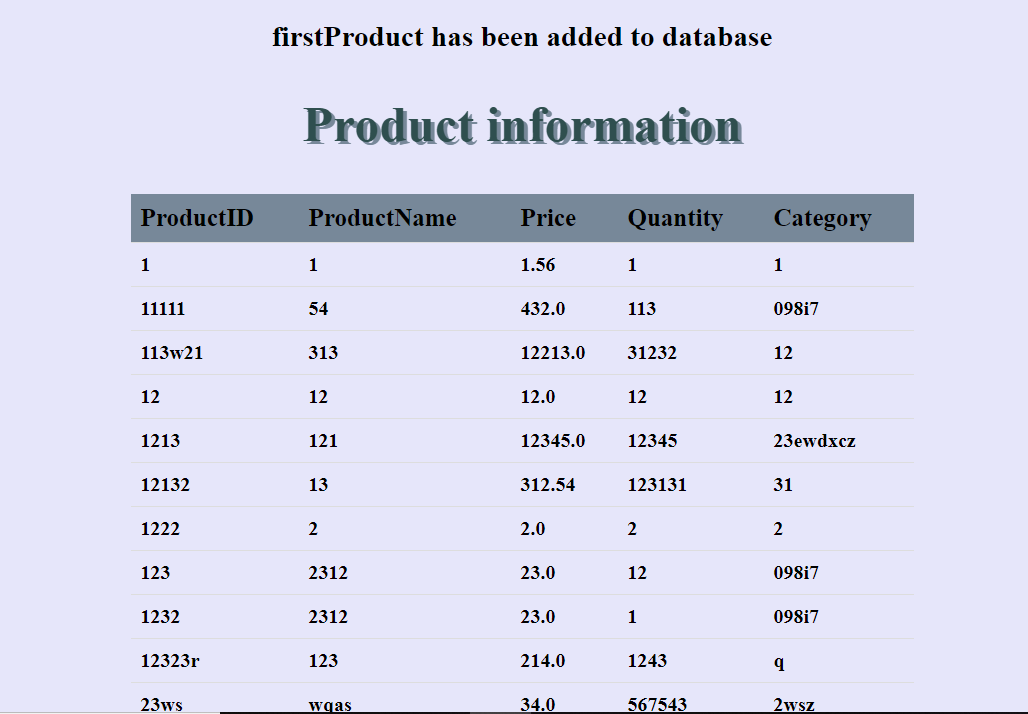 firstProduct has been added to database
Product information
ProductID ProductName Price Quantity Category
1 1 1.56 1 1
11111 54 432.0 113 098i7
113w21 313 12213.0 31232 12
12 12 12.0 12 12
1213 121 12345.0 12345 23ewdxcz
12132 13 312.54 123131 31
1222 2 2.0 2 2
123 2312 23.0 12 098i7
1232 2312 23.0 1 098i7
12323r 123 214.0 1243 q
23ws wqas 34.0 567543 2wsz